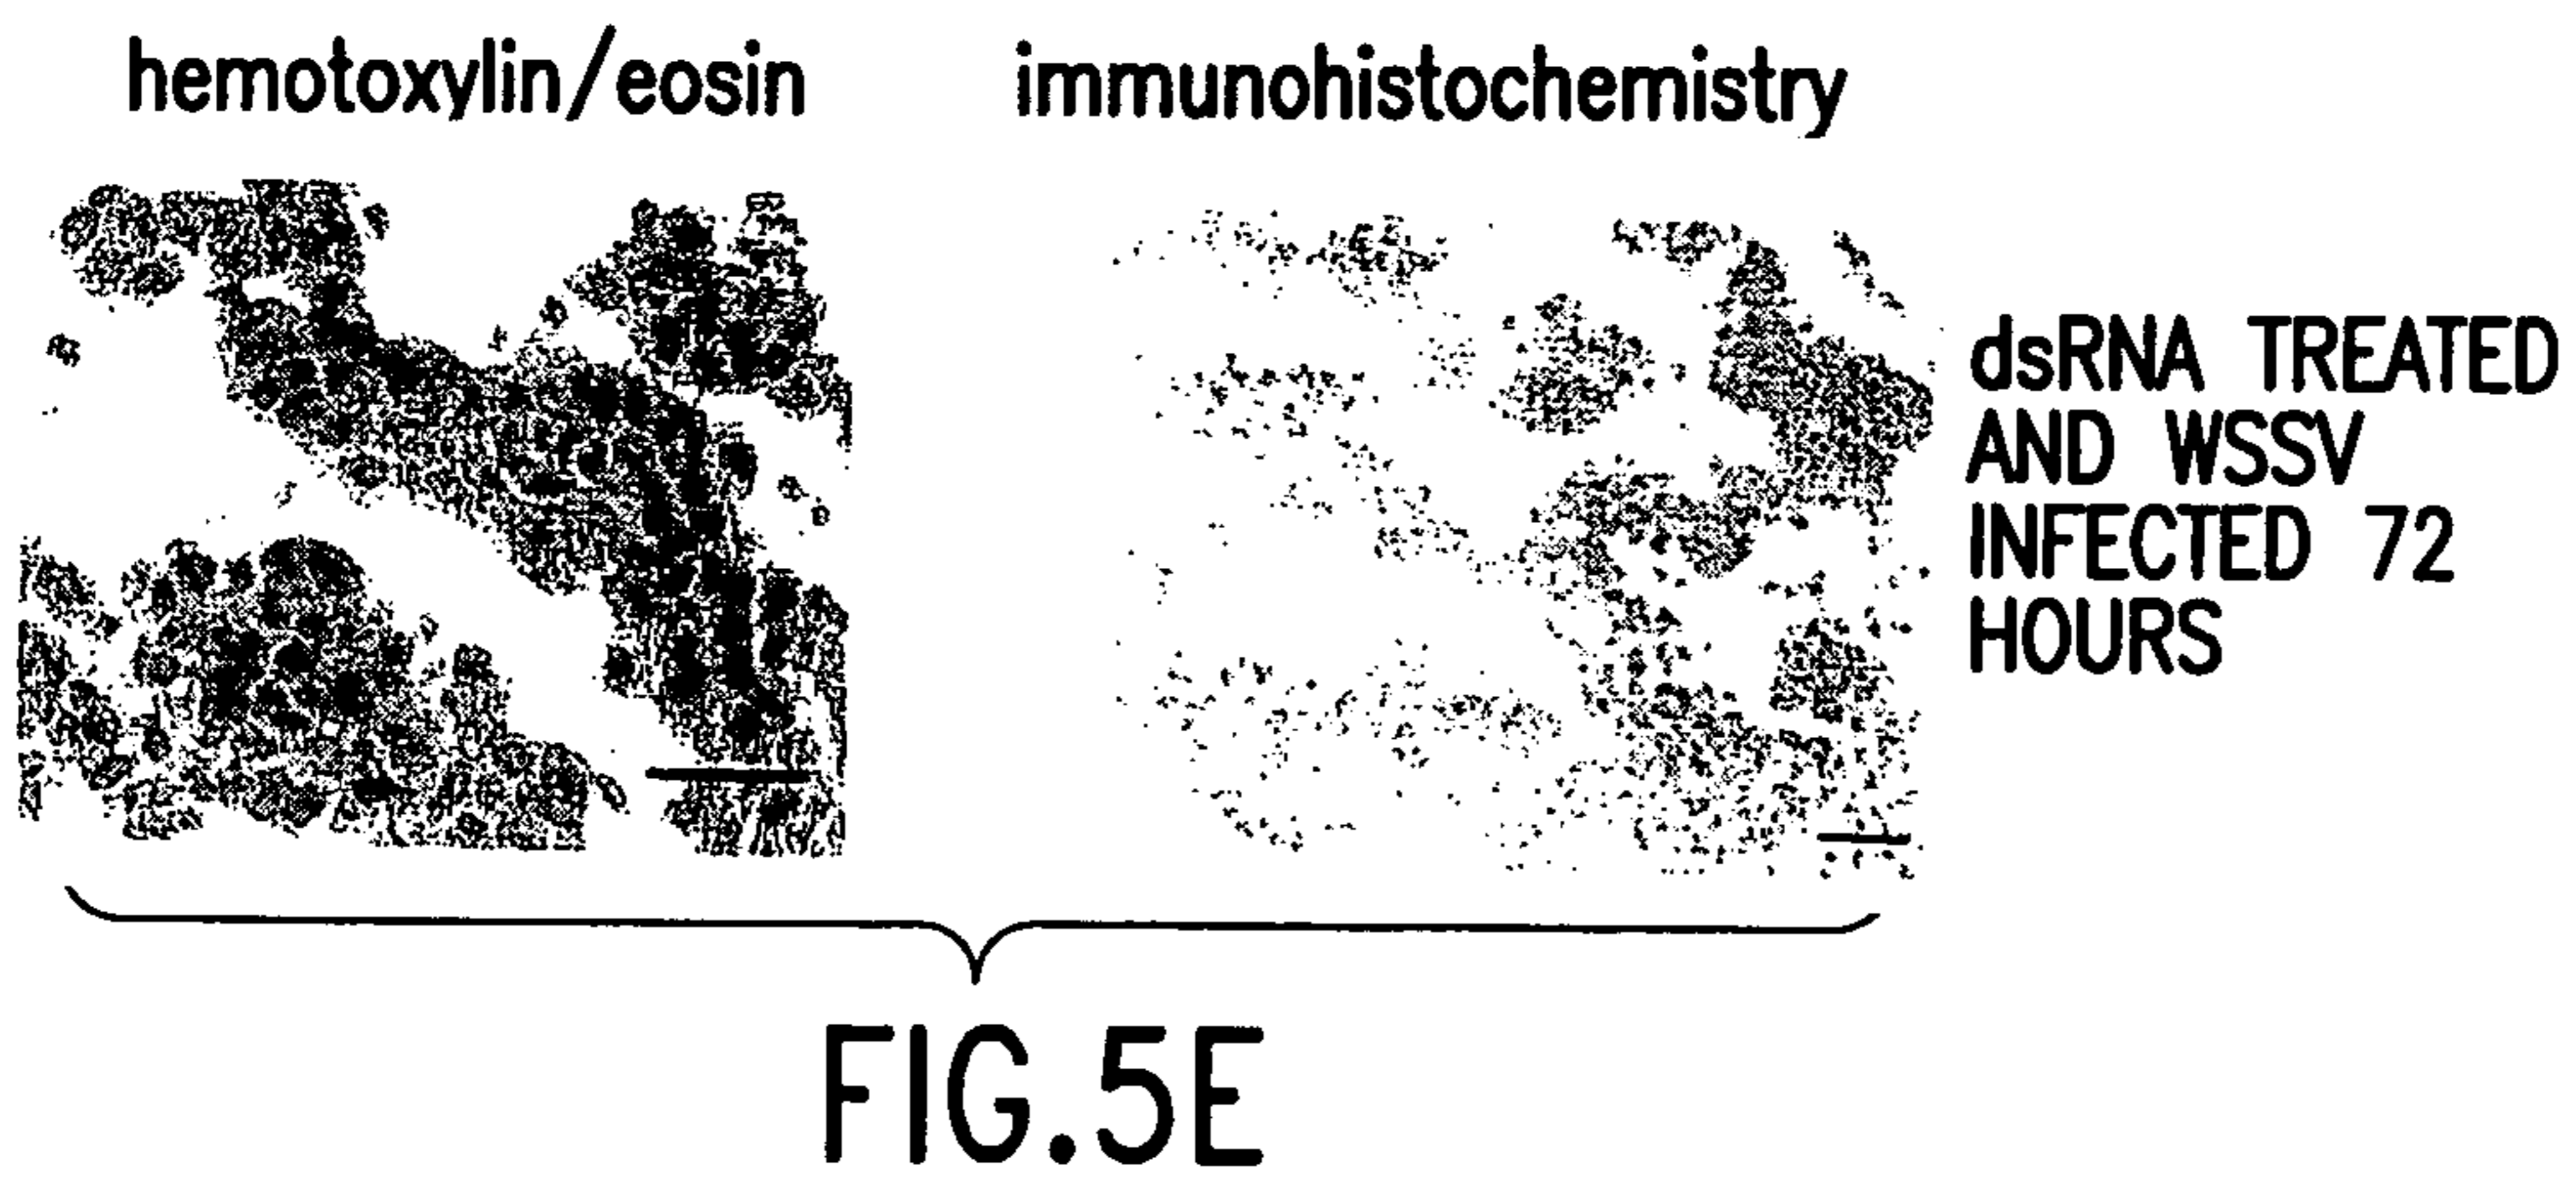 hemotoxylin/eosin
immunohistochemistry
dsRNA TREATED
AND WSSV
INFECTED 72
HOURS
FIG.5E